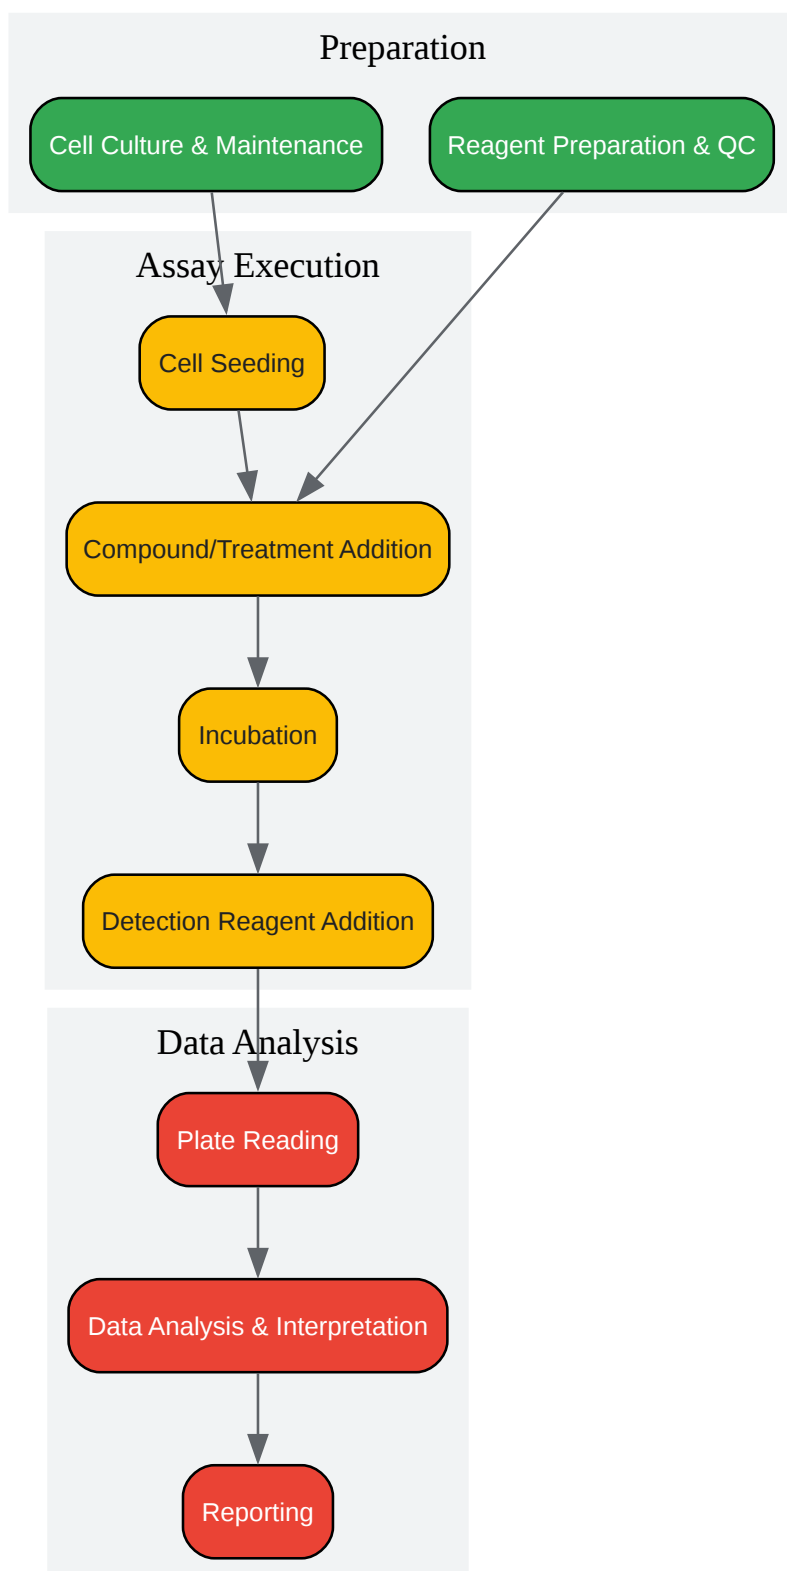 Preparation
Cell Culture & Maintenance
Reagent Preparation & QC
Assay Execution
Cell Seeding
Compound/Treatment Addition
Incubation
Detection Reagent Addition
Data Analysis
Plate Reading
Data Analysis & Interpretation
Reporting